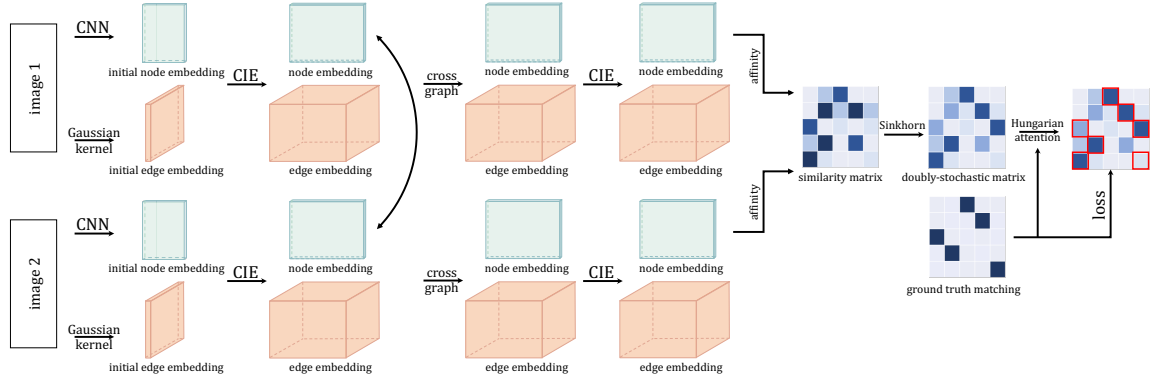 image 1
CNN
initial node embedding
Gaussian
kernel
initial edge embedding
CIE
node embedding
edge embedding
cross
graph
node embedding
edge embedding
CIE
node embedding
edge embedding
affinity
image 2
CNN
initial node embedding
Gaussian
kernel
initial edge embedding
CIE
node embedding
edge embedding
cross
graph
node embedding
edge embedding
CIE
node embedding
edge embedding
affinity
similarity matrix
Sinkhorn
doubly-stochastic matrix
Hungarian
attention
loss
ground truth matching